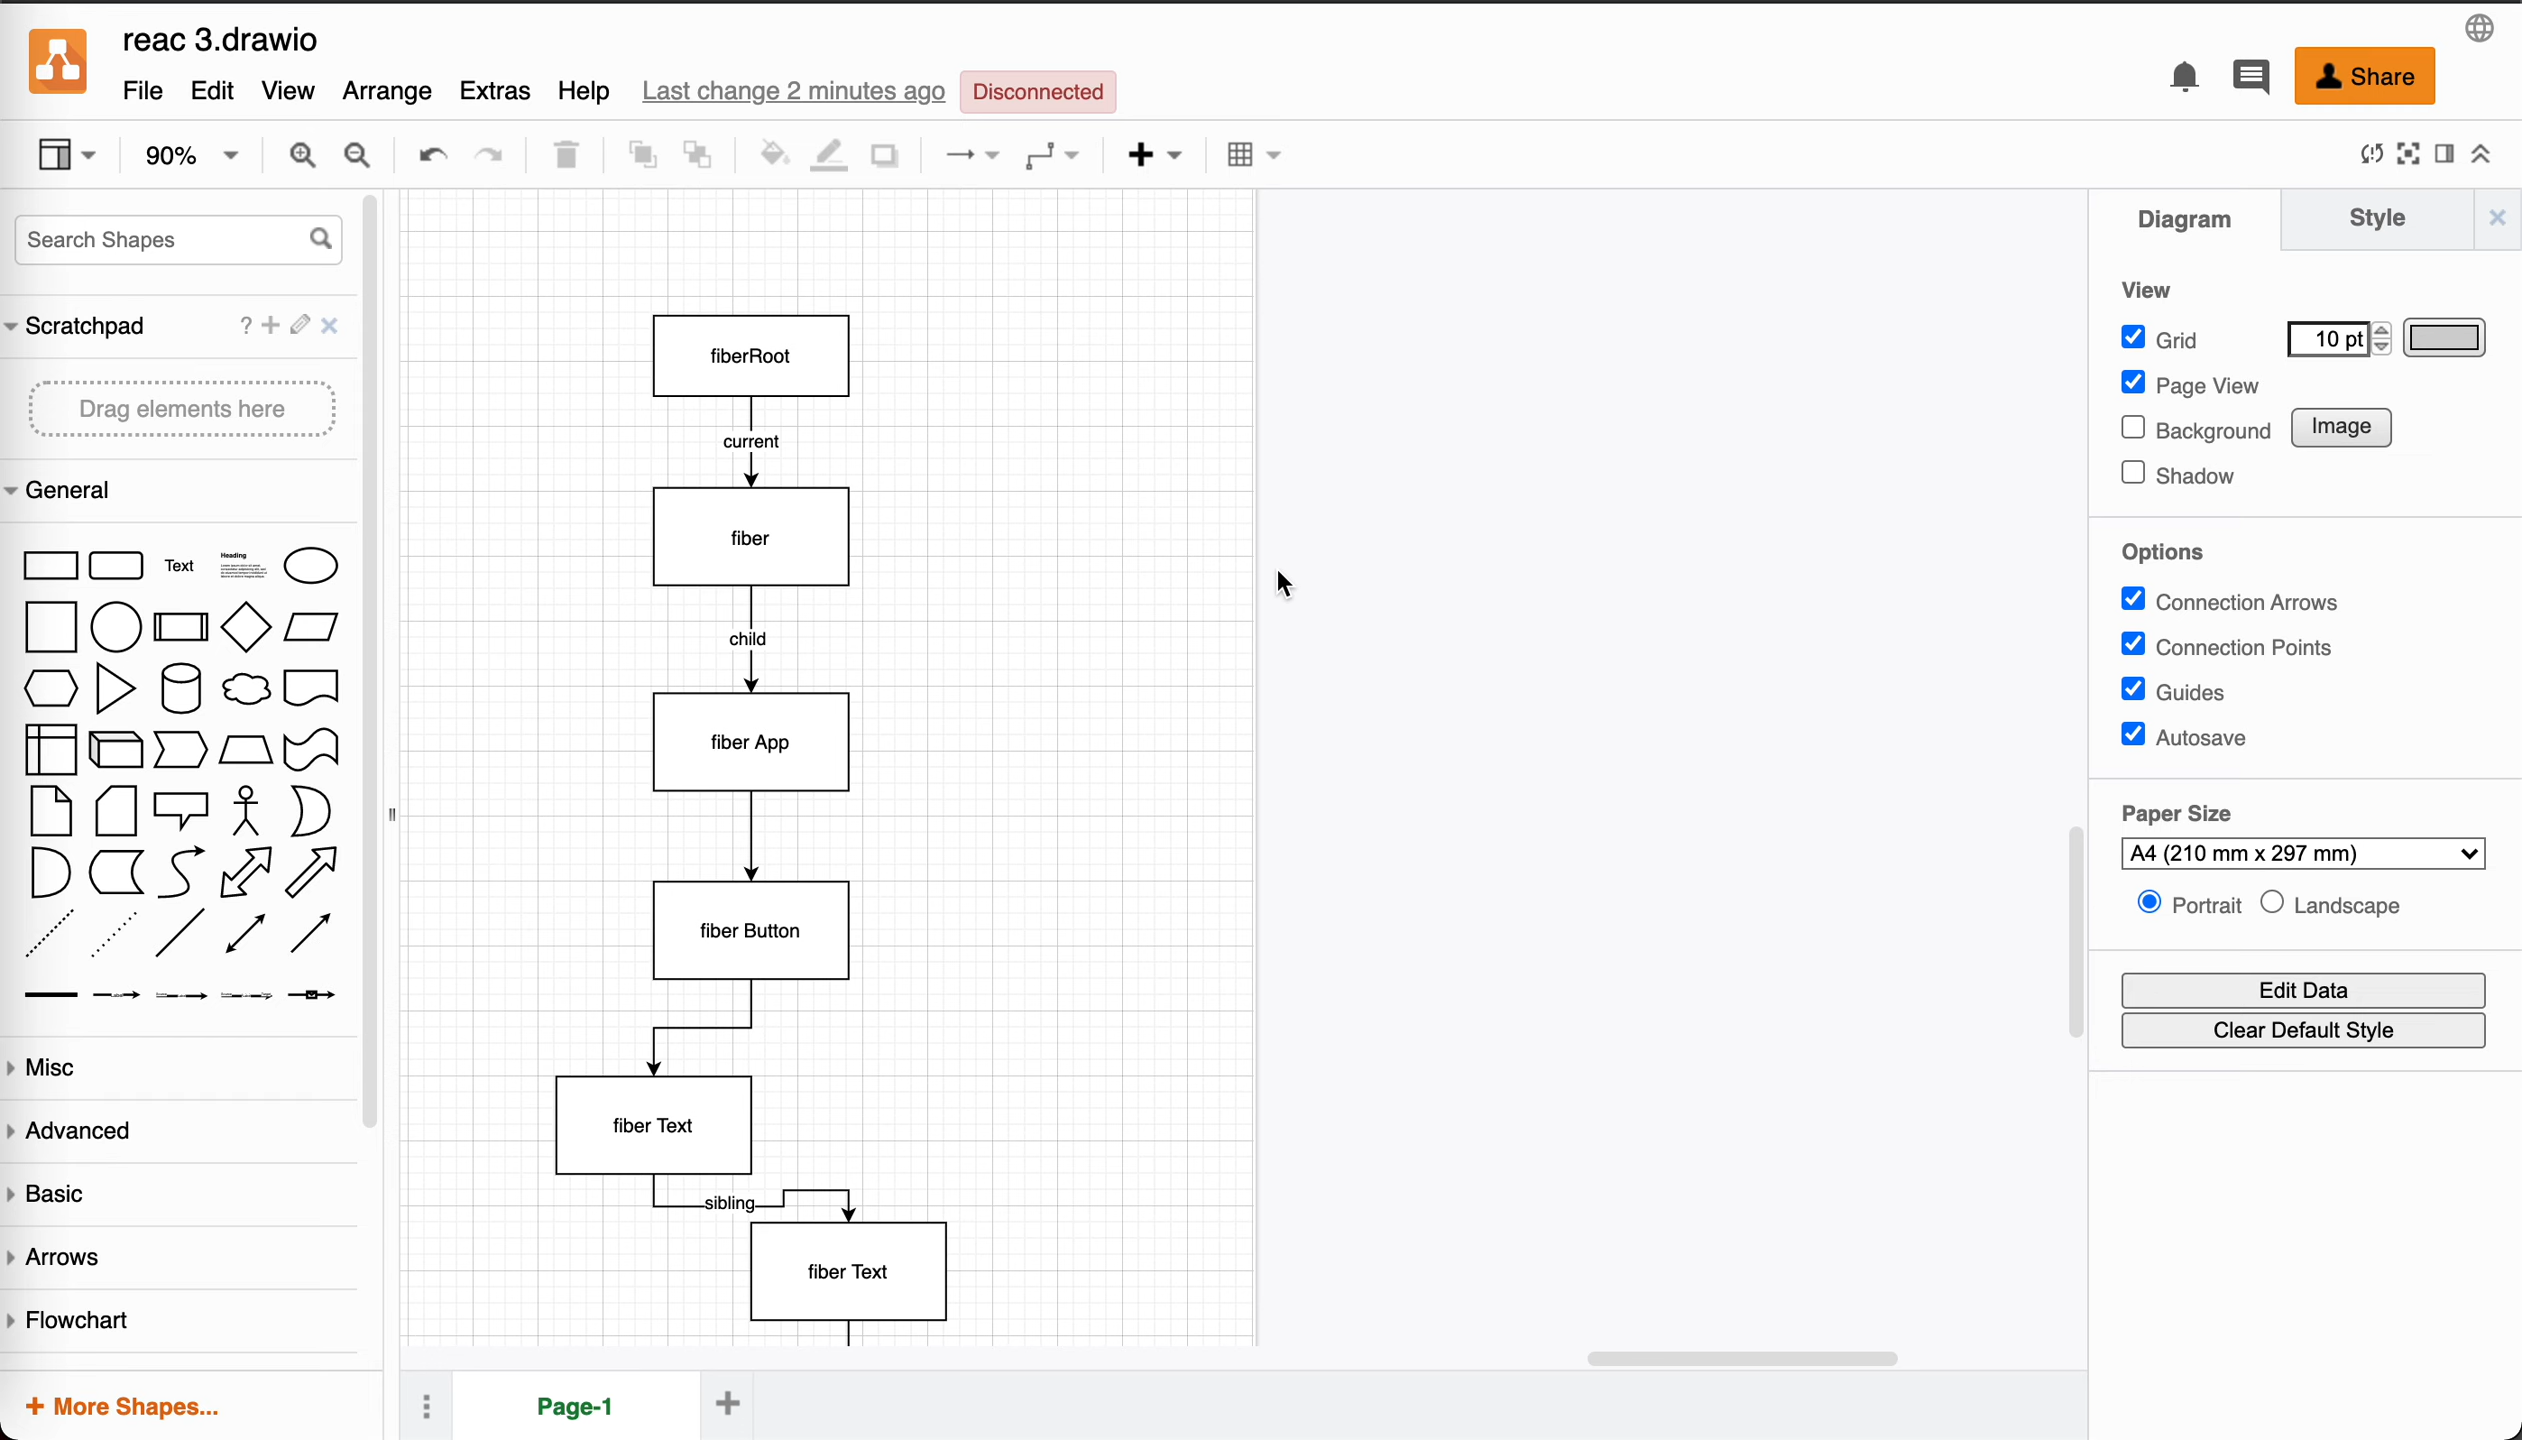 reac 3.drawio
File Edit View Arrange Extras Help Last change 2 minutes ago Disconnected
Share
90%
Search Shapes
Scratchpad ?
Drag elements here
General
Text Heading
Misc
Advanced
Basic
Arrows
Flowchart
+ More Shapes...
fiberRoot
current
fiber
child
fiber App
fiber Button
fiber Text
sibling
fiber Text
Page-1
Diagram Style
View
Grid 10 pt
Page View
Background Image
Shadow
Options
Connection Arrows
Connection Points
Guides
Autosave
Paper Size
A4 (210 mm x 297 mm)
Portrait Landscape
Edit Data
Clear Default Style